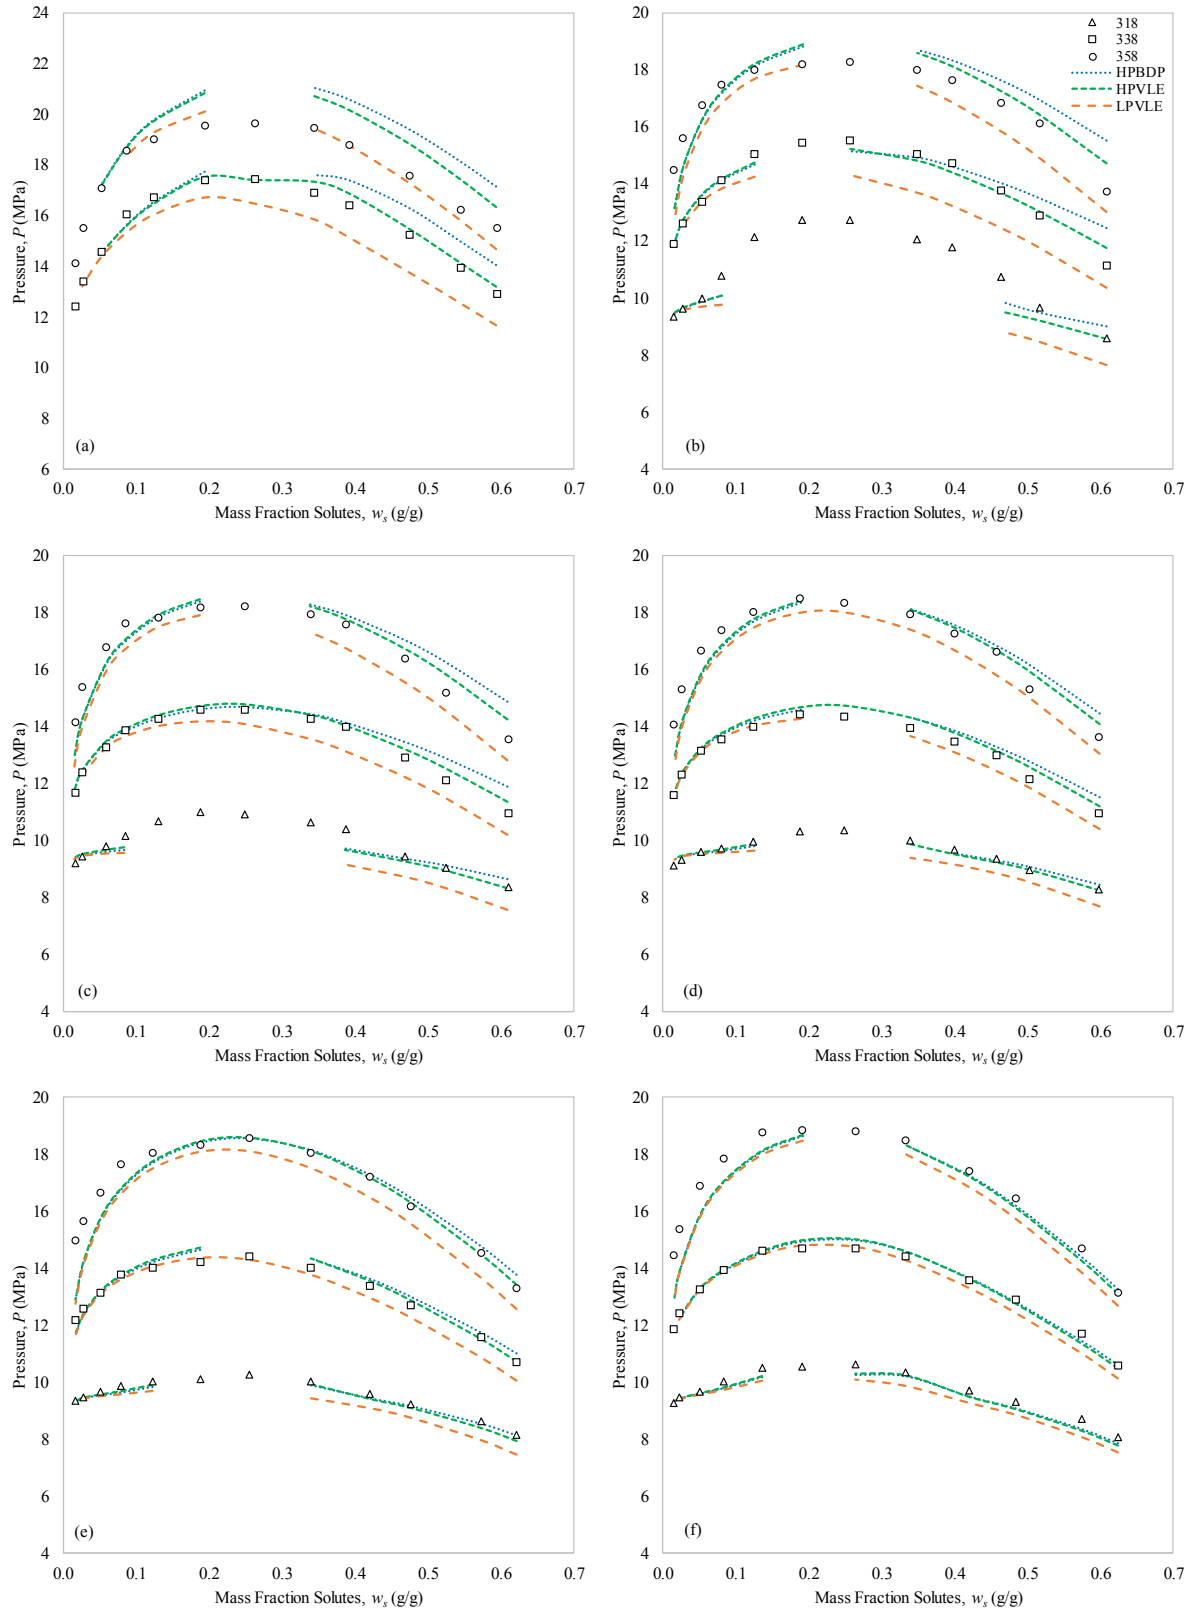 24
22
20
18
16
14
12
10
8
6
Pressure, P (MPa)
(a)
0.0 0.1 0.2 0.3 0.4 0.5 0.6 0.7
Mass Fraction Solutes, ws (g/g)
20
18
16
14
12
10
8
6
4
Pressure, P (MPa)
318
338
358
HPBDP
HPVLE
LPVLE
(b)
0.0 0.1 0.2 0.3 0.4 0.5 0.6 0.7
Mass Fraction Solutes, ws (g/g)
20
18
16
14
12
10
8
6
4
Pressure, P (MPa)
(c)
0.0 0.1 0.2 0.3 0.4 0.5 0.6 0.7
Mass Fraction Solutes, ws (g/g)
20
18
16
14
12
10
8
6
4
Pressure, P (MPa)
(d)
0.0 0.1 0.2 0.3 0.4 0.5 0.6 0.7
Mass Fraction Solutes, ws (g/g)
20
18
16
14
12
10
8
6
4
Pressure, P (MPa)
(e)
0.0 0.1 0.2 0.3 0.4 0.5 0.6 0.7
Mass Fraction Solutes, ws (g/g)
20
18
16
14
12
10
8
6
4
Pressure, P (MPa)
(f)
0.0 0.1 0.2 0.3 0.4 0.5 0.6 0.7
Mass Fraction Solutes, ws (g/g)